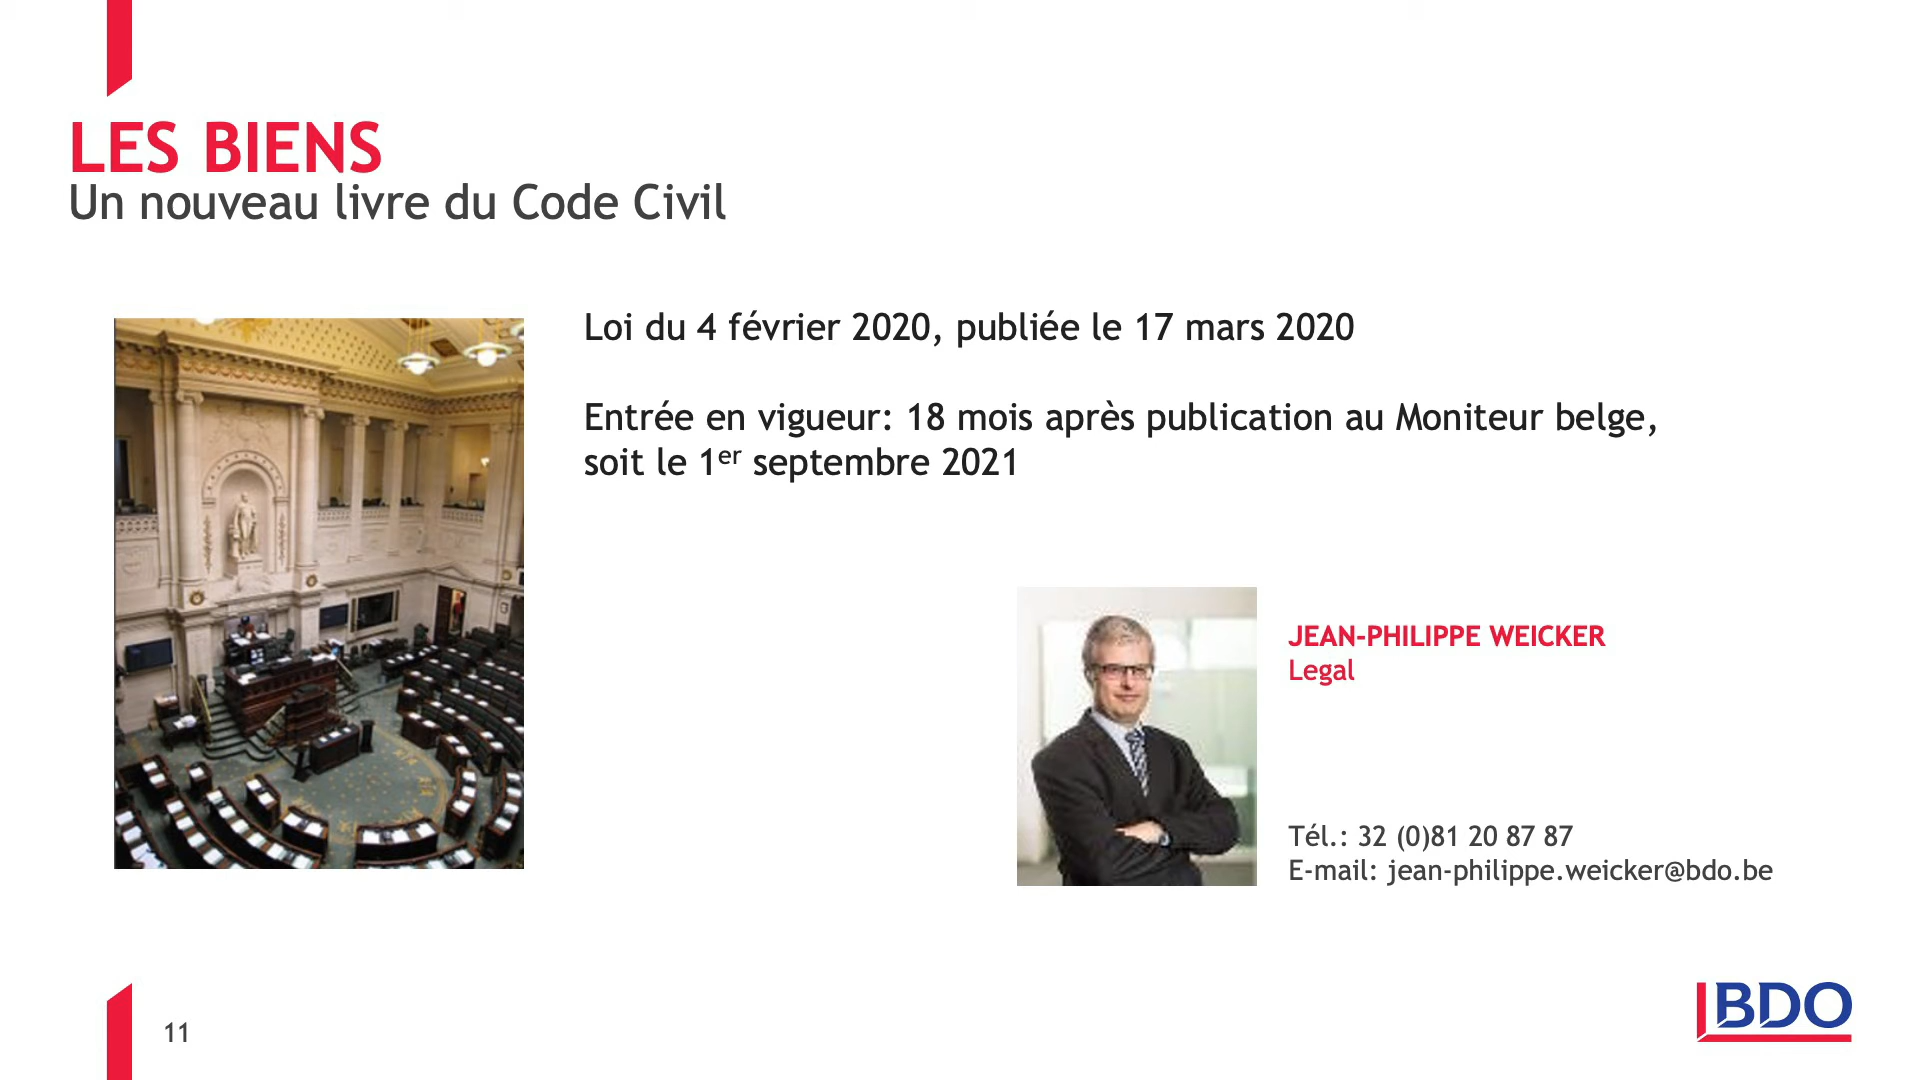 LES BIENS
Un nouveau livre du Code Civil
Loi du 4 février 2020, publiée le 17 mars 2020
Entrée en vigueur: 18 mois après publication au Moniteur belge,
soit le 1er septembre 2021
JEAN-PHILIPPE WEICKER
Legal
Tél.: 32 (0)81 20 87 87
E-mail: jean-philippe.weicker@bdo.be
11
BDO